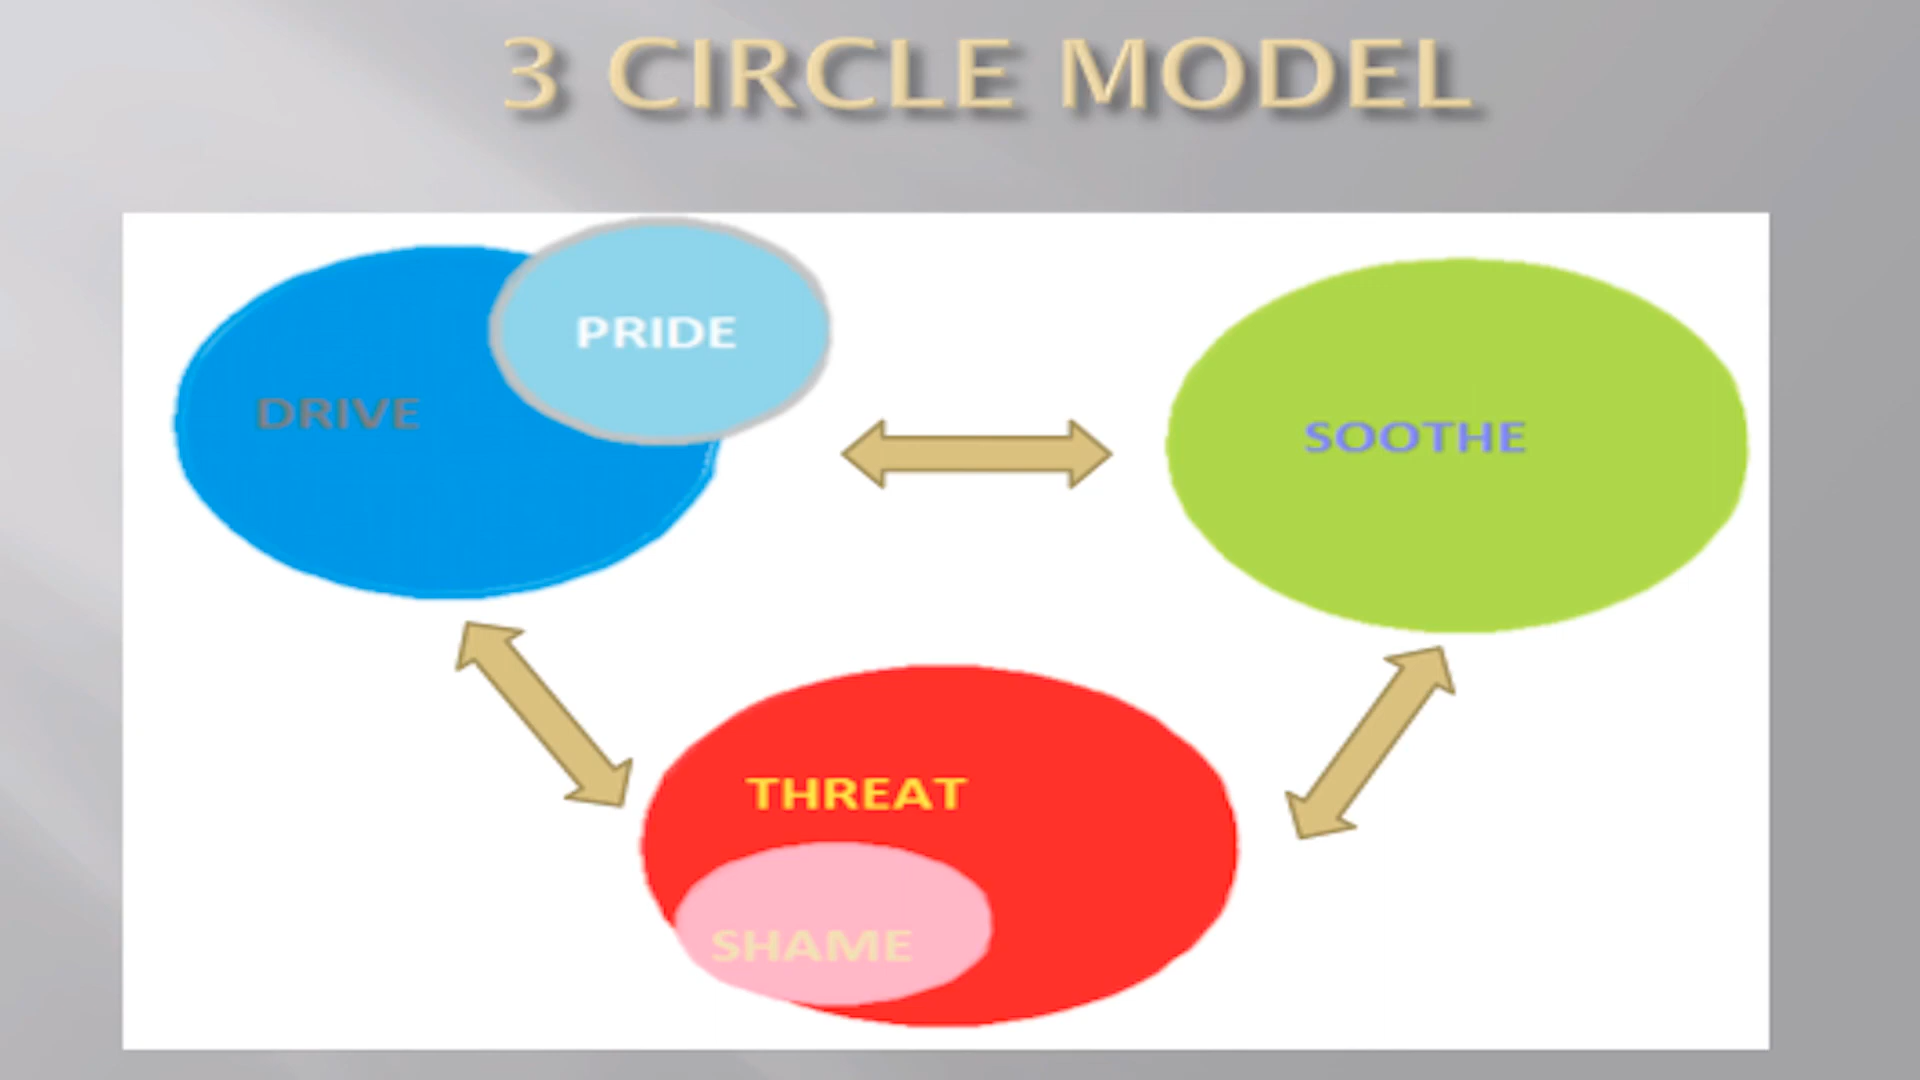 3 CIRCLE MODEL
PRIDE
DRIVE
SOOTHE
THREAT
SHAME